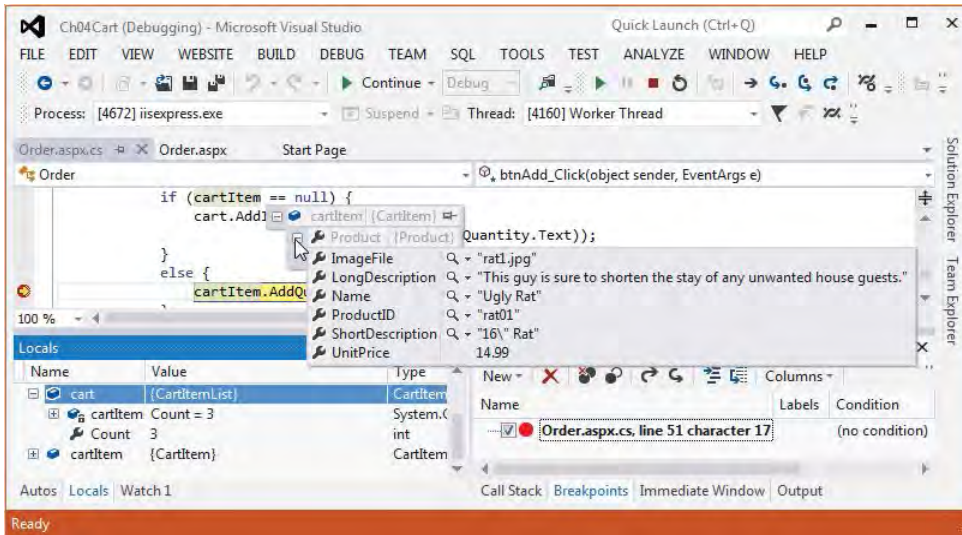 Ch04Cart (Debugging) - Microsoft Visual Studio Quick Launch (Ctrl+Q)
FILE EDIT VIEW WEBSITE BUILD DEBUG TEAM SQL TOOLS TEST ANALYZE WINDOW HELP
Continue Debug
Process: [4672] iisexpress.exe Suspend Thread: [4160] Worker Thread
Order.aspx.cs Order.aspx Start Page
Order btnAdd_Click(object sender, EventArgs e)
if (cartItem == null) {
cart.AddI
cartItem {CartItem}
Product {Product} Quantity.Text));
}
else {
cartItem.AddQu
ImageFile "rat1.jpg"
LongDescription "This guy is sure to shorten the stay of any unwanted house guests."
Name "Ugly Rat"
ProductID "rat01"
ShortDescription "16\" Rat"
UnitPrice 14.99
100 %
Solution Explorer
Team Explorer
Locals
Name Value Type
cart {CartItemList} CartItem
cartItem Count = 3 System.C
Count 3 int
cartItem {CartItem} CartItem
Autos Locals Watch 1
New Columns
Name Labels Condition
Order.aspx.cs, line 51 character 17 (no condition)
Call Stack Breakpoints Immediate Window Output
Ready